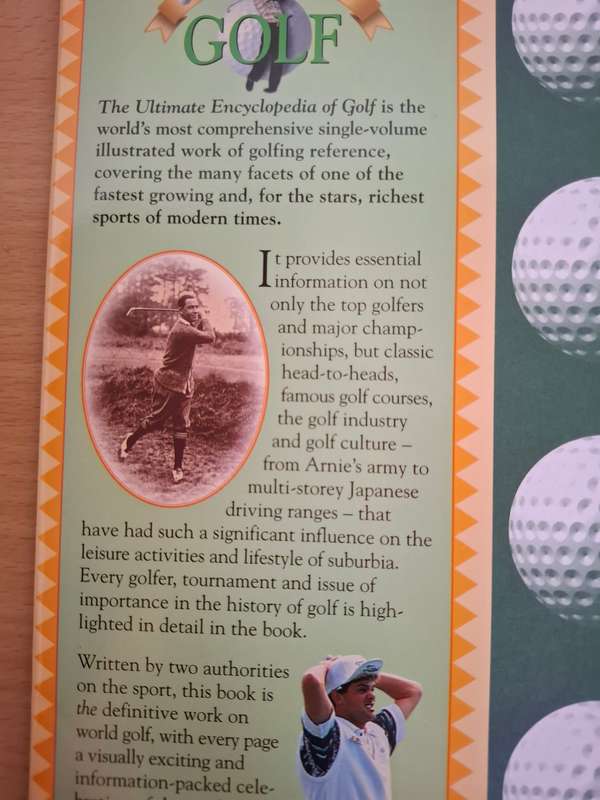 GOLF
The Ultimate Encyclopedia of Golf is the
world's most comprehensive single-volume
illustrated work of golfing reference,
covering the many facets of one of the
fastest growing and, for the stars, richest
sports of modern times.
It provides essential
information on not
only the top golfers
and major champ-
ionships, but classic
head-to-heads,
famous golf courses,
the golf industry
and golf culture –
from Arnie's army to
multi-storey Japanese
driving ranges – that
have had such a significant influence on the
leisure activities and lifestyle of suburbia.
Every golfer, tournament and issue of
importance in the history of golf is high-
lighted in detail in the book.
Written by two authorities
on the sport, this book is
the definitive work on
world golf, with every page
a visually exciting and
information-packed cele-